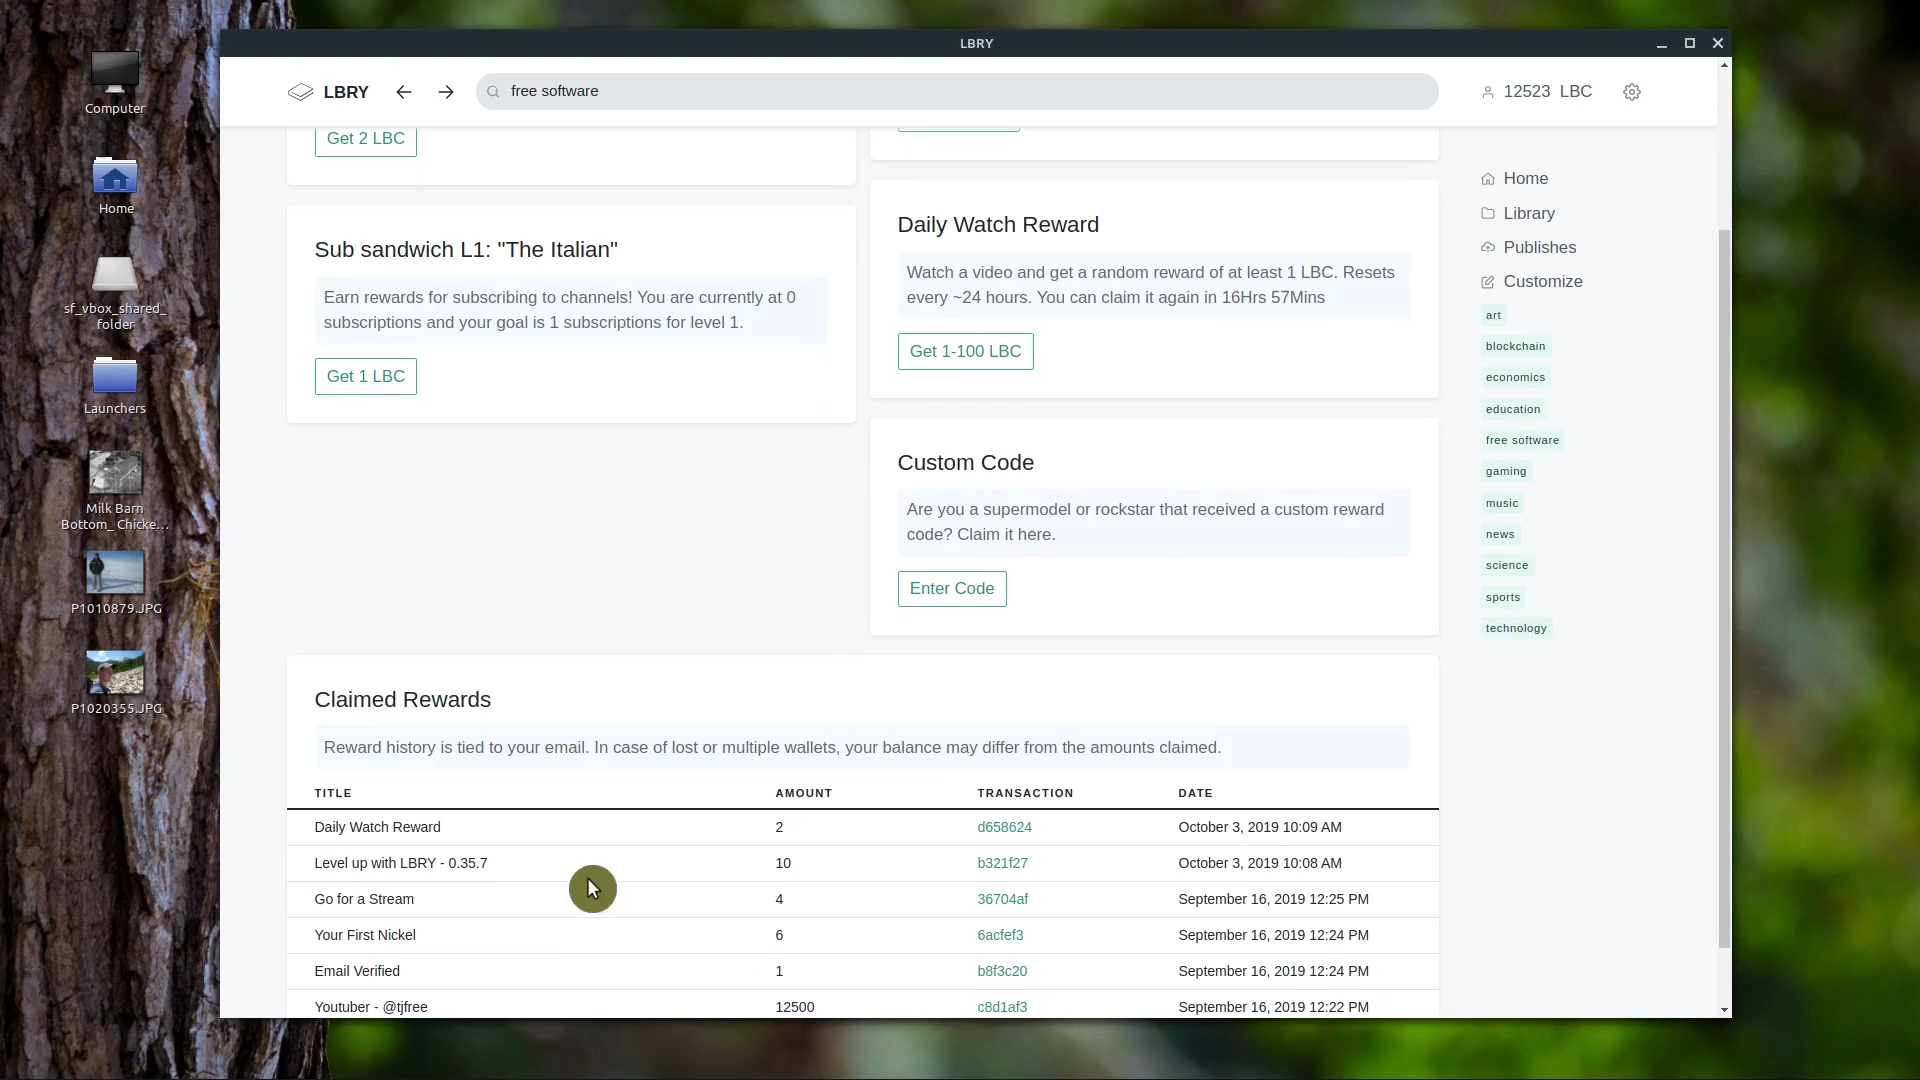 LBRY
Computer
Home
sf_vbox_shared_
folder
Launchers
Milk Barn
Bottom_ Chicke...
P1010879.JPG
P1020355.JPG
LBRY
free software
12523 LBC
Get 2 LBC
Sub sandwich L1: "The Italian"
Earn rewards for subscribing to channels! You are currently at 0
subscriptions and your goal is 1 subscriptions for level 1.
Get 1 LBC
Daily Watch Reward
Watch a video and get a random reward of at least 1 LBC. Resets
every ~24 hours. You can claim it again in 16Hrs 57Mins
Get 1-100 LBC
Custom Code
Are you a supermodel or rockstar that received a custom reward
code? Claim it here.
Enter Code
Home
Library
Publishes
Customize
art
blockchain
economics
education
free software
gaming
music
news
science
sports
technology
Claimed Rewards
Reward history is tied to your email. In case of lost or multiple wallets, your balance may differ from the amounts claimed.
TITLE AMOUNT TRANSACTION DATE
Daily Watch Reward 2 d658624 October 3, 2019 10:09 AM
Level up with LBRY - 0.35.7 10 b321f27 October 3, 2019 10:08 AM
Go for a Stream 4 36704af September 16, 2019 12:25 PM
Your First Nickel 6 6acfef3 September 16, 2019 12:24 PM
Email Verified 1 b8f3c20 September 16, 2019 12:24 PM
Youtuber - @tjfree 12500 c8d1af3 September 16, 2019 12:22 PM